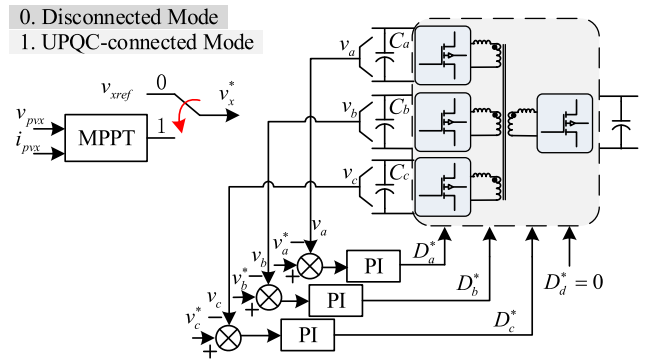 0. Disconnected Mode
1. UPQC-connected Mode
v_xref
0
v_x^*
v_pvx
i_pvx
MPPT
1
v_a
C_a
v_b
C_b
v_c
C_c
v_a
v_a^*
−
+
PI
D_a^*
v_b
v_b^*
−
+
PI
D_b^*
v_c
v_c^*
−
+
PI
D_c^*
D_d^* = 0